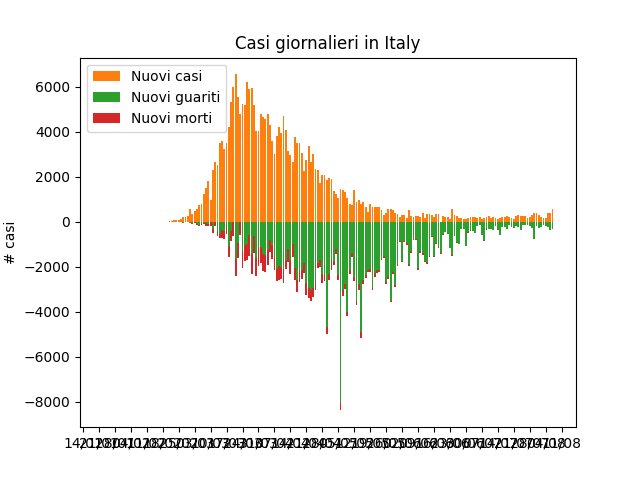 Casi giornalieri in Italy
Nuovi casi
Nuovi guariti
Nuovi morti
# casi
6000
4000
2000
0
−2000
−4000
−6000
−8000